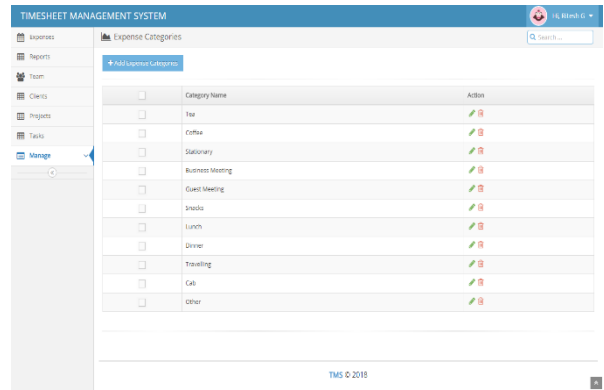 TIMESHEET MANAGEMENT SYSTEM
Hi, Ritesh G
Expenses
Reports
Team
Clients
Projects
Tasks
Manage
Expense Categories
Search ...
+Add Expense Categories
Category Name Action
Tea
Coffee
Stationary
Business Meeting
Guest Meeting
Snacks
Lunch
Dinner
Travelling
Cab
Other
TMS © 2018